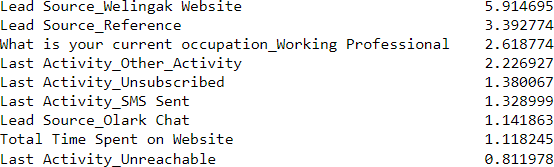 Lead Source_Welingak Website 5.914695
Lead Source_Reference 3.392774
What is your current occupation_Working Professional 2.618774
Last Activity_Other_Activity 2.226927
Last Activity_Unsubscribed 1.380067
Last Activity_SMS Sent 1.328999
Lead Source_Olark Chat 1.141863
Total Time Spent on Website 1.118245
Last Activity_Unreachable 0.811978